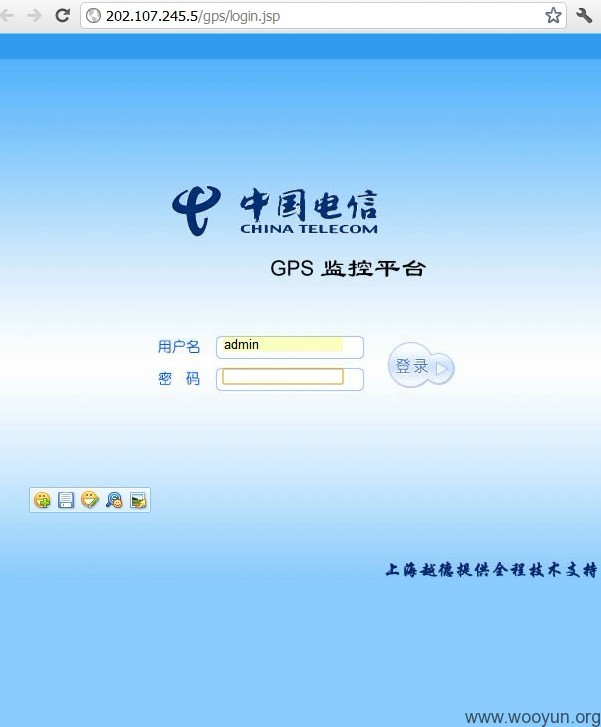 202.107.245.5/gps/login.jsp
中国电信
CHINA TELECOM
GPS 监控平台
用户名 admin
密 码
登录
上海越德提供全程技术支持
www.wooyun.org